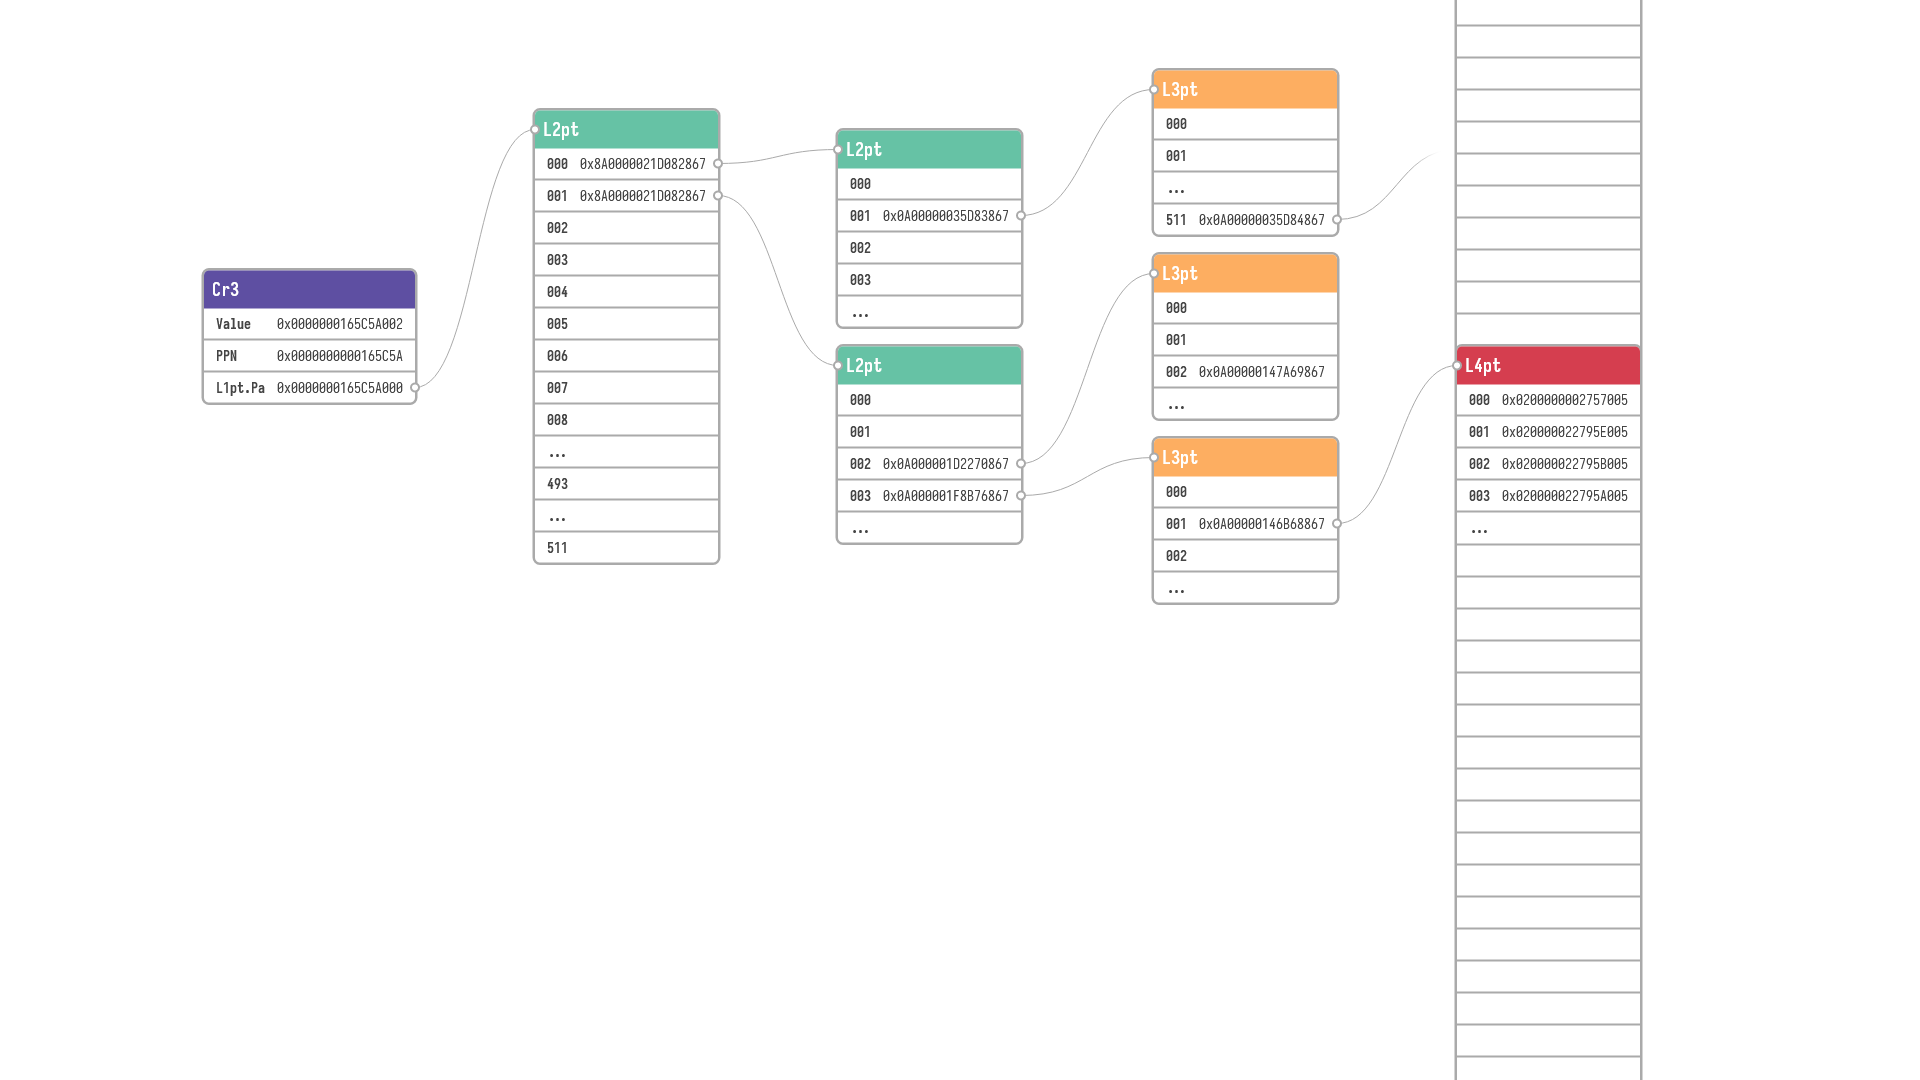 Cr3
Value 0x0000000165C5A002
PPN 0x0000000000165C5A
L1pt.Pa 0x0000000165C5A000
L2pt
000 0x8A0000021D082867
001 0x8A0000021D082867
002
003
004
005
006
007
008
...
493
...
511
L2pt
000
001 0x0A00000035D83867
002
003
...
L2pt
000
001
002 0x0A000001D2270867
003 0x0A000001F8B76867
...
L3pt
000
001
...
511 0x0A00000035D84867
L3pt
000
001
002 0x0A00000147A69867
...
L3pt
000
001 0x0A00000146B68867
002
...
L4pt
000 0x0200000002757005
001 0x020000022795E005
002 0x020000022795B005
003 0x020000022795A005
...